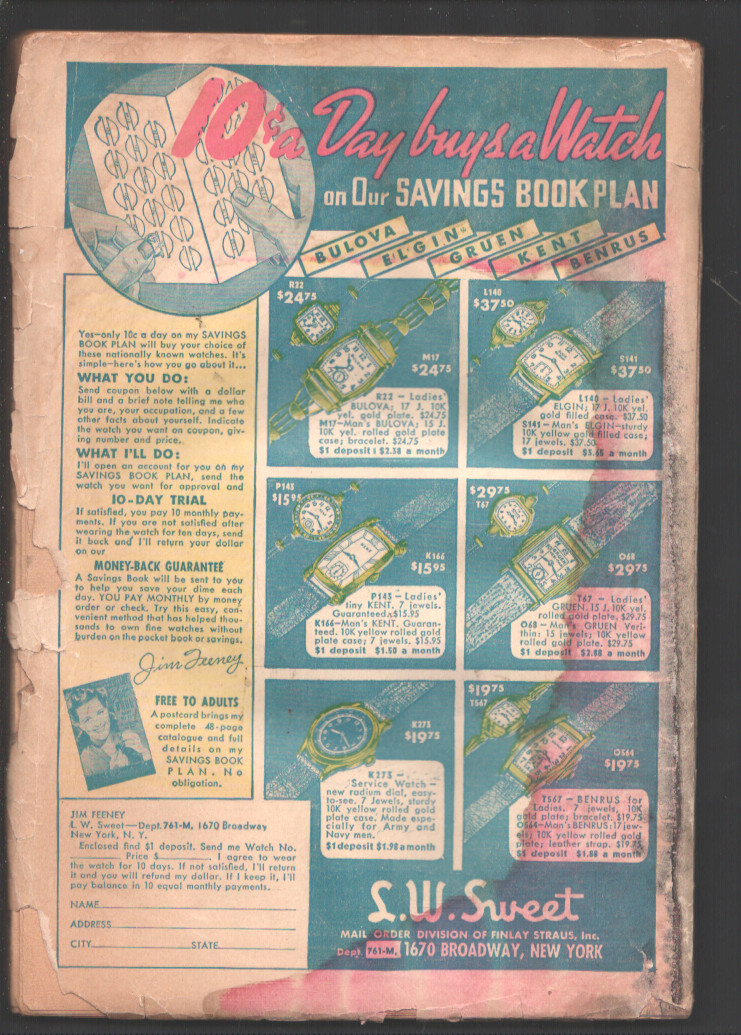 10¢ a Day buys a Watch
on Our SAVINGS BOOK PLAN
BULOVA
ELGIN
GRUEN
KENT
BENRUS
Yes—only 10c a day on my SAVINGS
BOOK PLAN will buy your choice of
these nationally known watches. It's
simple—here's how you go about it...
WHAT YOU DO:
Send coupon below with a dollar
bill and a brief note telling me who
you are, your occupation, and a few
other facts about yourself. Indicate
the watch you want on coupon, giv-
ing number and price.
WHAT I'LL DO:
I'll open an account for you on my
SAVINGS BOOK PLAN, send the
watch you want for approval and
10-DAY TRIAL
If satisfied, you pay 10 monthly pay-
ments. If you are not satisfied after
wearing the watch for ten days, send
it back and I'll return your dollar
on our
MONEY-BACK GUARANTEE
A Savings Book will be sent to you
to help you save your dime each
day. YOU PAY MONTHLY by money
order or check. Try this easy, con-
venient method that has helped thou-
sands to own fine watches without
burden on the pocket book or savings.
Jim Feeney
FREE TO ADULTS
A postcard brings my
complete 48-page
catalogue and full
details on my
SAVINGS BOOK
PLAN. No
obligation.
R22
$24.75
M17
$24.75
R22 — Ladies'
BULOVA; 17 J. 10K
yel. gold plate. $24.75
M17—Man's BULOVA; 15 J.
10K yel. rolled gold plate
case; bracelet. $24.75
$1 deposit $2.38 a month
L140
$37.50
S141
$37.50
L140 — Ladies'
ELGIN; 17 J. 10K yel.
gold filled case. $37.50
S141—Man's ELGIN—sturdy
10K yellow gold filled case;
17 jewels. $37.50
$1 deposit $3.65 a month
P145
$15.95
K166
$15.95
P145 — Ladies'
tiny KENT. 7 jewels.
Guaranteed. $15.95
K166—Man's KENT. Guaran-
teed. 10K yellow rolled gold
plate case; 7 jewels. $15.95
$1 deposit $1.50 a month
$29.75
T67
O68
$29.75
T67 — Ladies'
GRUEN. 15 J. 10K yel.
rolled gold plate. $29.75
O68—Man's GRUEN Veri-
thin; 15 jewels; 10K yellow
rolled gold plate. $29.75
$1 deposit $2.88 a month
K275
$19.75
K275 —
Service Watch—
new radium dial, easy-
to-see. 7 Jewels, sturdy
10K yellow rolled gold
plate case. Made espe-
cially for Army and
Navy men.
$1 deposit $1.98 a month
$19.75
T567
O564
$19.75
T567 — BENRUS for
Ladies, 7 jewels, 10K
gold plate; bracelet. $19.75
O564—Man's BENRUS: 17 jew-
els; 10K yellow rolled gold
plate; leather strap. $19.75
$1 deposit $1.88 a month
JIM FEENEY
L. W. Sweet—Dept. 761-M, 1670 Broadway
New York, N. Y.
Enclosed find $1 deposit. Send me Watch No.
Price $ I agree to wear
the watch for 10 days. If not satisfied, I'll return
it and you will refund my dollar. If I keep it, I'll
pay balance in 10 equal monthly payments.
NAME
ADDRESS
CITY STATE
L.W. Sweet
MAIL ORDER DIVISION OF FINLAY STRAUS, Inc.
Dept. 761-M, 1670 BROADWAY, NEW YORK